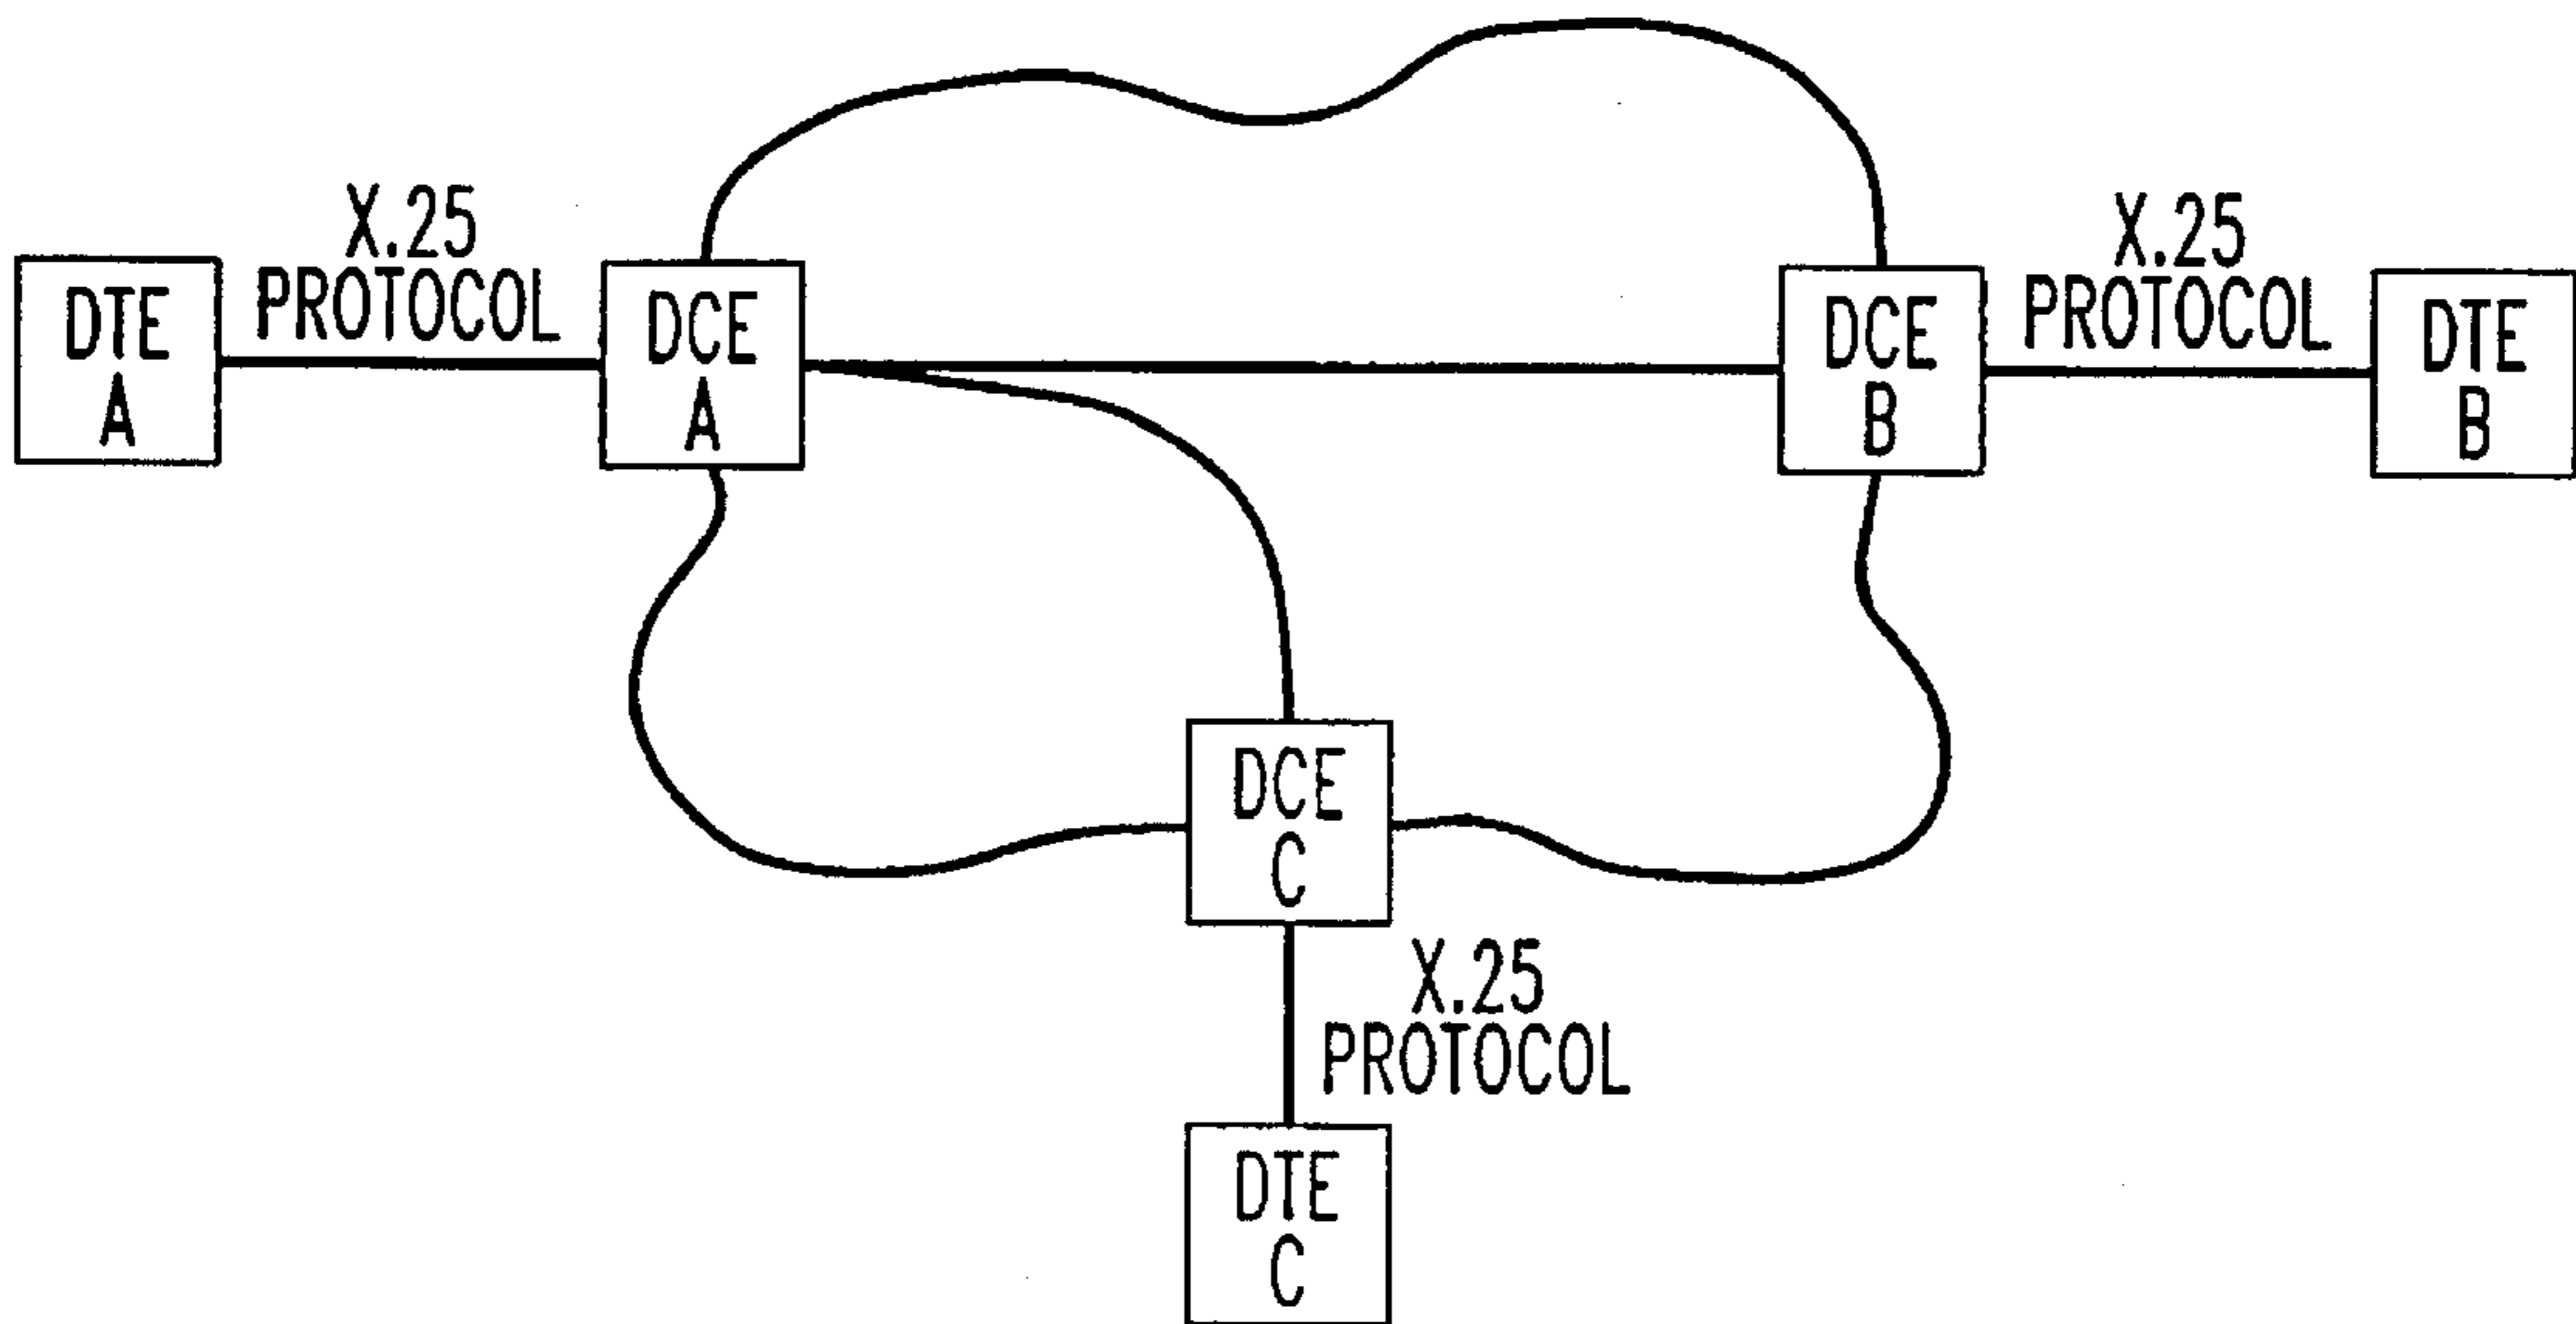 X.25
PROTOCOL
DTE
A
DCE
A
DCE
B
X.25
PROTOCOL
DTE
B
DCE
C
X.25
PROTOCOL
DTE
C